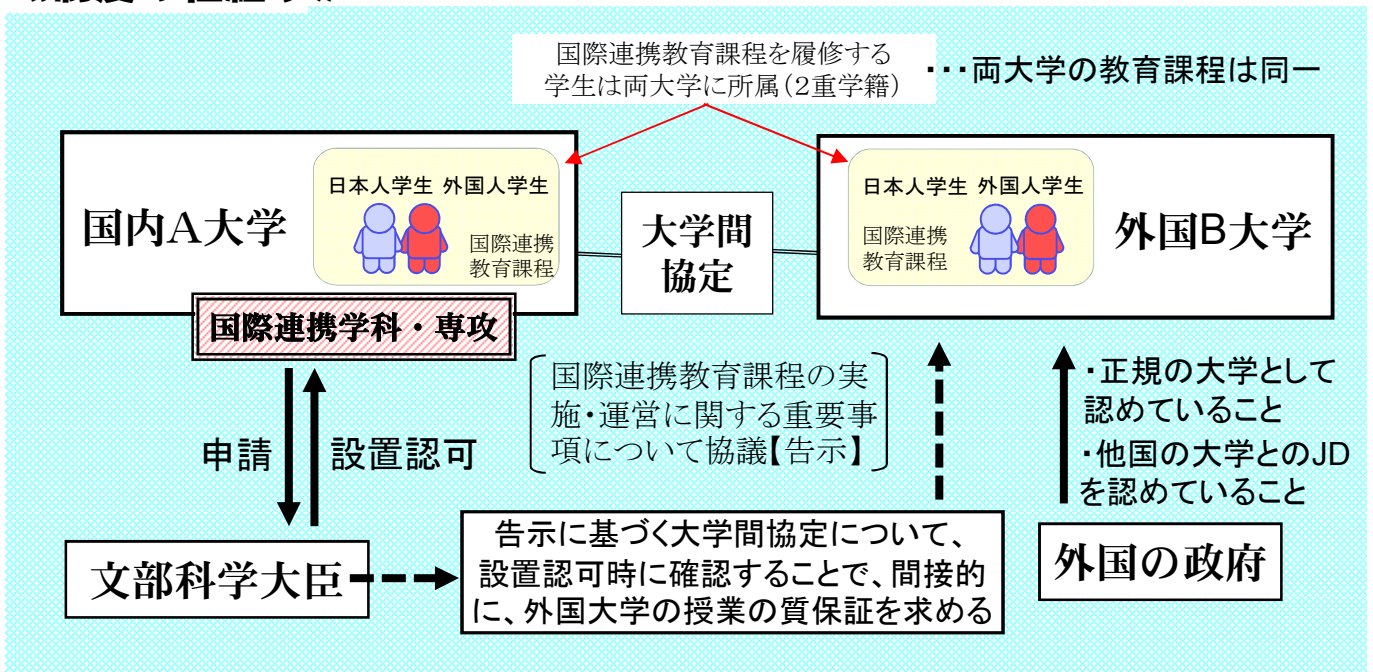 国際連携教育課程を履修する
学生は両大学に所属(2重学籍)
・・・両大学の教育課程は同一
国内A大学
日本人学生 外国人学生
国際連携
教育課程
大学間
協定
日本人学生 外国人学生
国際連携
教育課程
外国B大学
国際連携学科・専攻
申請
設置認可
国際連携教育課程の実
施・運営に関する重要事
項について協議【告示】
・正規の大学として
認めていること
・他国の大学とのJD
を認めていること
文部科学大臣
告示に基づく大学間協定について、
設置認可時に確認することで、間接的
に、外国大学の授業の質保証を求める
外国の政府